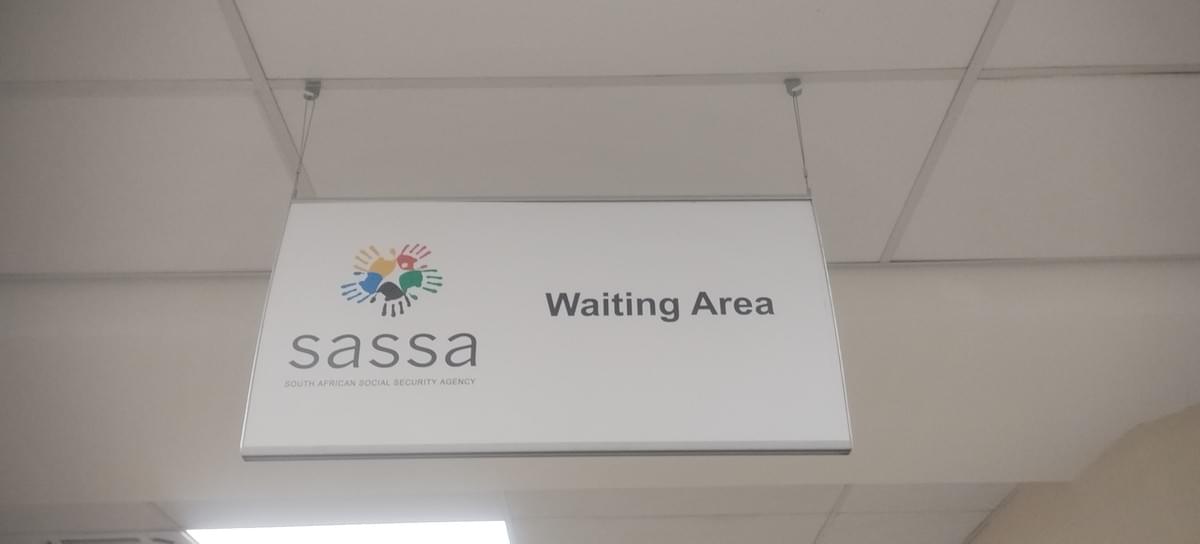 sassa
SOUTH AFRICAN SOCIAL SECURITY AGENCY
Waiting Area